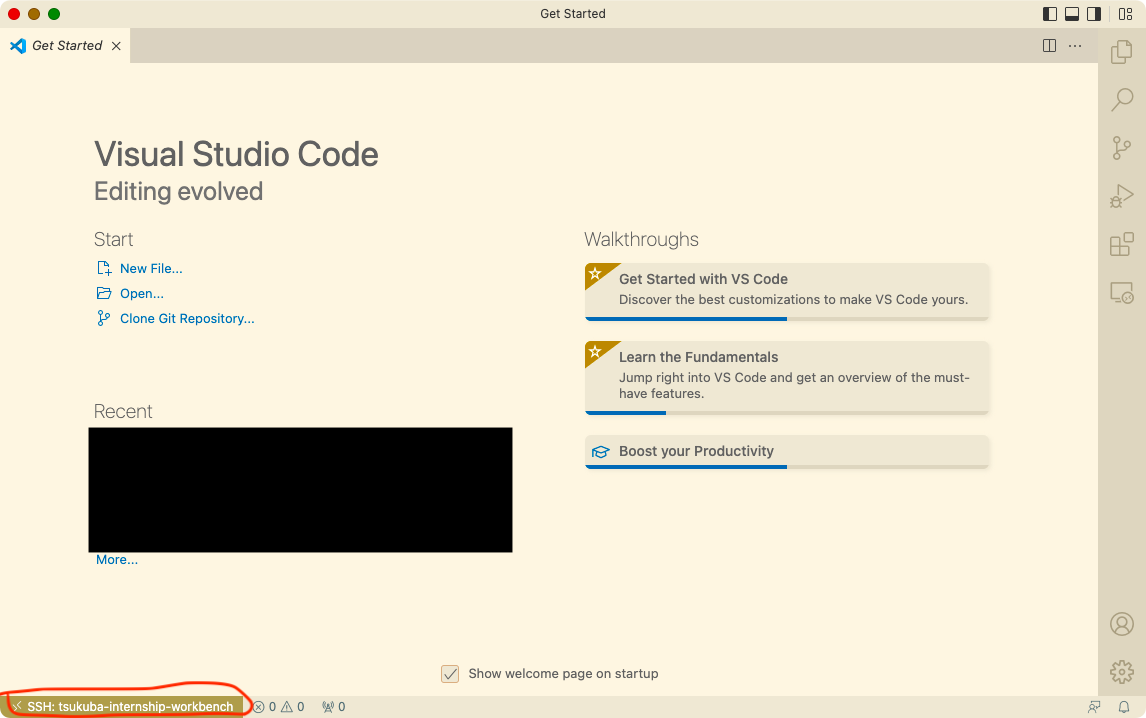 Get Started
Get Started
Visual Studio Code
Editing evolved
Start
New File...
Open...
Clone Git Repository...
Recent
More...
Walkthroughs
Get Started with VS Code
Discover the best customizations to make VS Code yours.
Learn the Fundamentals
Jump right into VS Code and get an overview of the must-
have features.
Boost your Productivity
Show welcome page on startup
SSH: tsukuba-internship-workbench
0
0
0